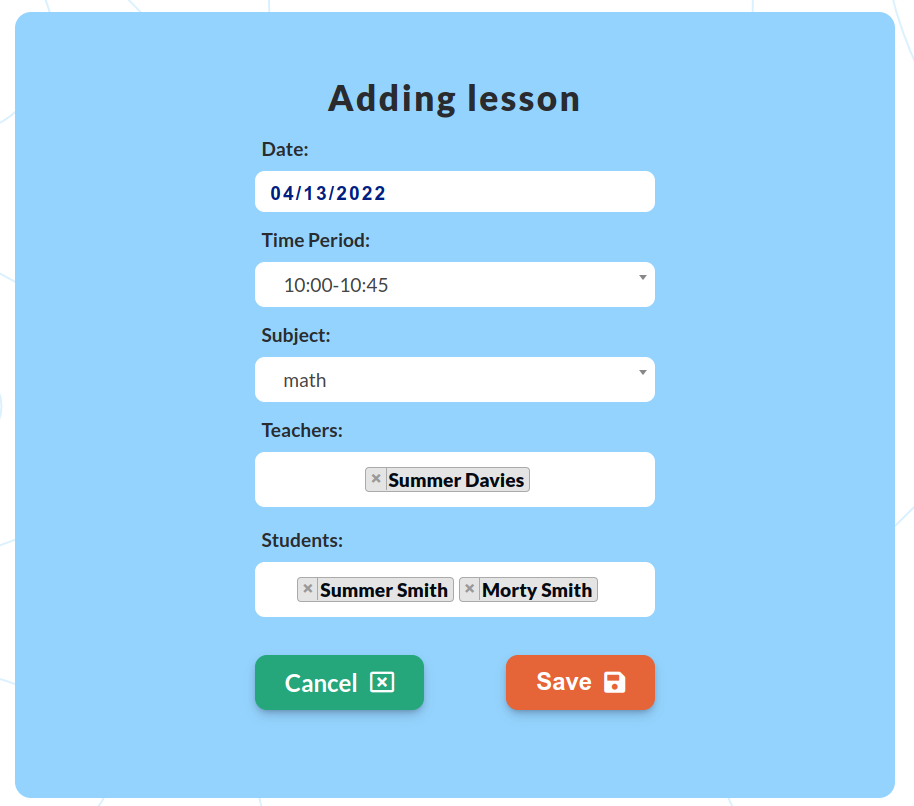 Adding lesson
Date:
04/13/2022
Time Period:
10:00-10:45
Subject:
math
Teachers:
× Summer Davies
Students:
× Summer Smith × Morty Smith
Cancel Save